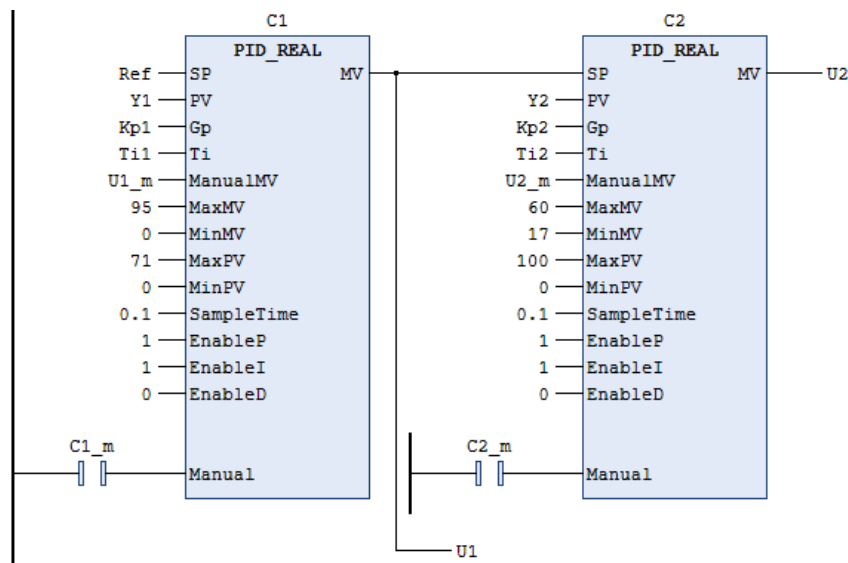 C1 C2
PID_REAL PID_REAL
Ref SP MV SP MV U2
Y1 PV Y2 PV
Kp1 Gp Kp2 Gp
Ti1 Ti Ti2 Ti
U1_m ManualMV U2_m ManualMV
95 MaxMV 60 MaxMV
0 MinMV 17 MinMV
71 MaxPV 100 MaxPV
0 MinPV 0 MinPV
0.1 SampleTime 0.1 SampleTime
1 EnableP 1 EnableP
1 EnableI 1 EnableI
0 EnableD 0 EnableD
C1_m C2_m
Manual Manual
U1